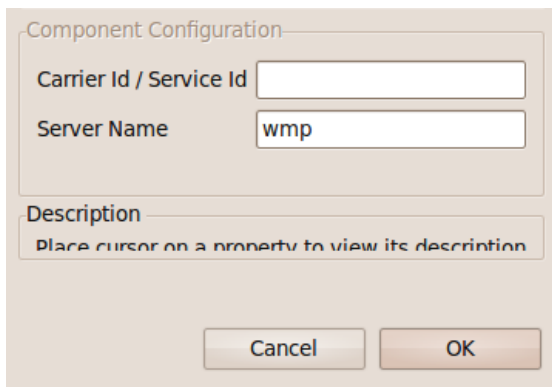 Component Configuration
Carrier Id / Service Id
Server Name wmp
Description
Place cursor on a property to view its description
Cancel OK